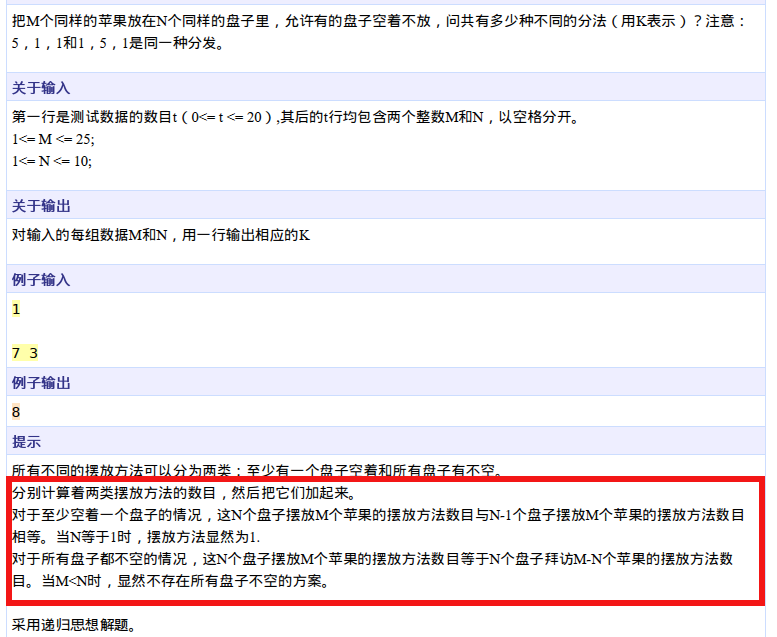 把M个同样的苹果放在N个同样的盘子里，允许有的盘子空着不放，问共有多少种不同的分法（用K表示）？注意：
5，1，1和1，5，1是同一种分发。
关于输入
第一行是测试数据的数目t（0<= t <= 20）,其后的t行均包含两个整数M和N，以空格分开。
1<= M <= 25;
1<= N <= 10;
关于输出
对输入的每组数据M和N，用一行输出相应的K
例子输入
1
7 3
例子输出
8
提示
所有不同的摆放方法可以分为两类：至少有一个盘子空着和所有盘子有不空。
分别计算着两类摆放方法的数目，然后把它们加起来。
对于至少空着一个盘子的情况，这N个盘子摆放M个苹果的摆放方法数目与N-1个盘子摆放M个苹果的摆放方法数目
相等。当N等于1时，摆放方法显然为1.
对于所有盘子都不空的情况，这N个盘子摆放M个苹果的摆放方法数目等于N个盘子拜访M-N个苹果的摆放方法数
目。当M<N时，显然不存在所有盘子不空的方案。
采用递归思想解题。